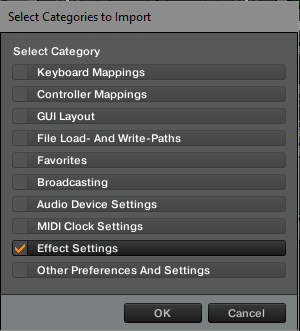 Select Categories to Import
Select Category
Keyboard Mappings
Controller Mappings
GUI Layout
File Load- And Write-Paths
Favorites
Broadcasting
Audio Device Settings
MIDI Clock Settings
Effect Settings
Other Preferences And Settings
OK Cancel